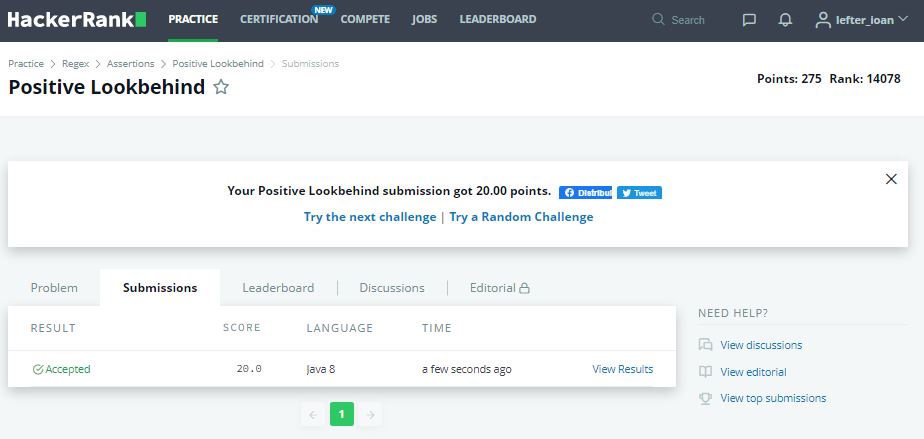 HackerRank PRACTICE CERTIFICATION NEW COMPETE JOBS LEADERBOARD Search lefter_ioan
Practice > Regex > Assertions > Positive Lookbehind > Submissions
Positive Lookbehind
Points: 275 Rank: 14078
Your Positive Lookbehind submission got 20.00 points. Distribui Tweet
Try the next challenge | Try a Random Challenge
Problem Submissions Leaderboard Discussions Editorial
RESULT SCORE LANGUAGE TIME
Accepted 20.0 Java 8 a few seconds ago View Results
1
NEED HELP?
View discussions
View editorial
View top submissions